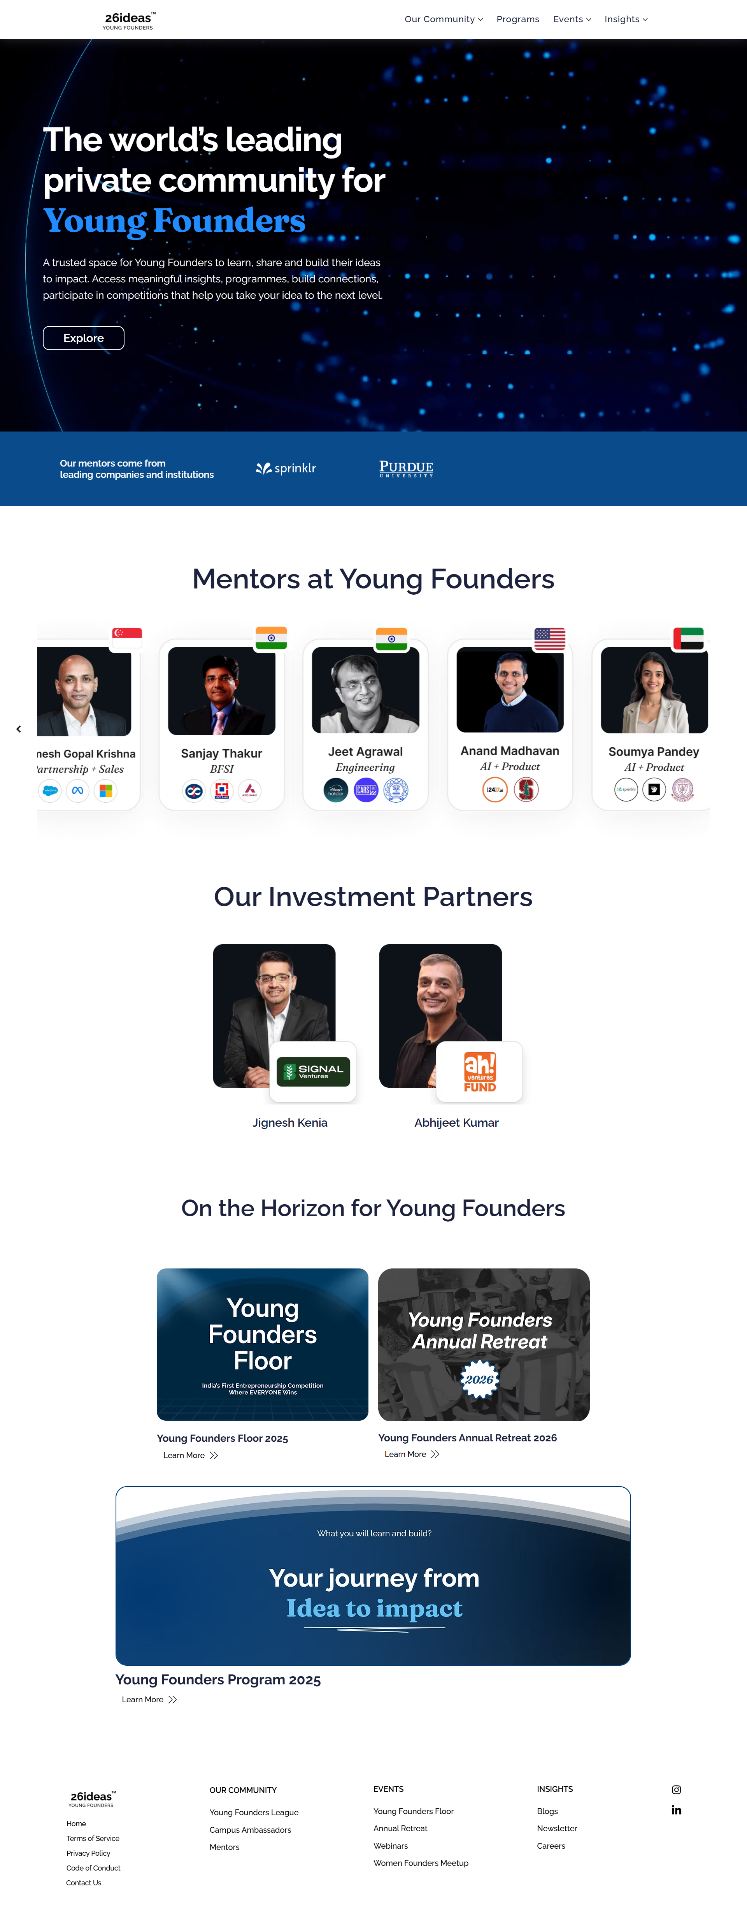 26ideas™
YOUNG FOUNDERS
Our Community
Programs
Events
Insights
The world's leading
private community for
Young Founders
A trusted space for Young Founders to learn, share and build their ideas
to impact. Access meaningful insights, programmes, build connections,
participate in competitions that help you take your idea to the next level.
Explore
Our mentors come from
leading companies and institutions
sprinklr
PURDUE
UNIVERSITY
Mentors at Young Founders
nesh Gopal Krishna
artnership + Sales
Sanjay Thakur
BFSI
Jeet Agrawal
Engineering
Anand Madhavan
AI + Product
Soumya Pandey
AI + Product
Our Investment Partners
SIGNAL
Ventures
ah!
ventures
FUND
Jignesh Kenia
Abhijeet Kumar
On the Horizon for Young Founders
Young
Founders
Floor
India's First Entrepreneurship Competition
Where EVERYONE Wins
Young Founders
Annual Retreat
2026
Young Founders Floor 2025
Learn More
Young Founders Annual Retreat 2026
Learn More
What you will learn and build?
Your journey from
Idea to impact
Young Founders Program 2025
Learn More
26ideas™
YOUNG FOUNDERS
Home
Terms of Service
Privacy Policy
Code of Conduct
Contact Us
OUR COMMUNITY
Young Founders League
Campus Ambassadors
Mentors
EVENTS
Young Founders Floor
Annual Retreat
Webinars
Women Founders Meetup
INSIGHTS
Blogs
Newsletter
Careers
in